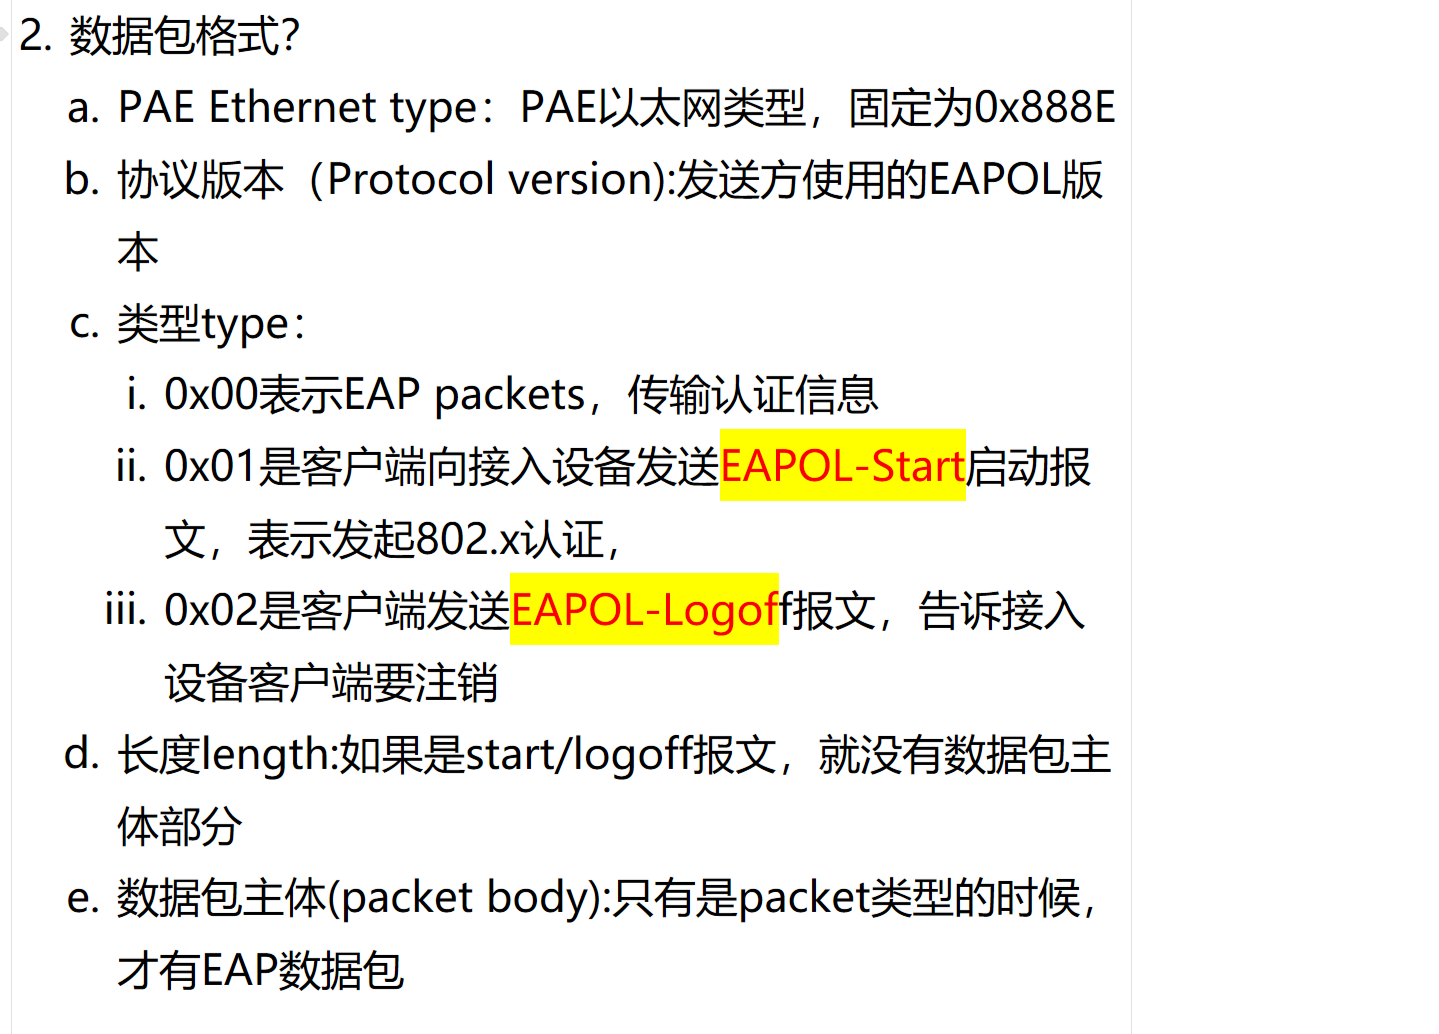 2. 数据包格式？
a. PAE Ethernet type：PAE以太网类型，固定为0x888E
b. 协议版本（Protocol version):发送方使用的EAPOL版
本
c. 类型type：
i. 0x00表示EAP packets，传输认证信息
ii. 0x01是客户端向接入设备发送EAPOL-Start启动报
文，表示发起802.x认证，
iii. 0x02是客户端发送EAPOL-Logoff报文，告诉接入
设备客户端要注销
d. 长度length:如果是start/logoff报文，就没有数据包主
体部分
e. 数据包主体(packet body):只有是packet类型的时候，
才有EAP数据包